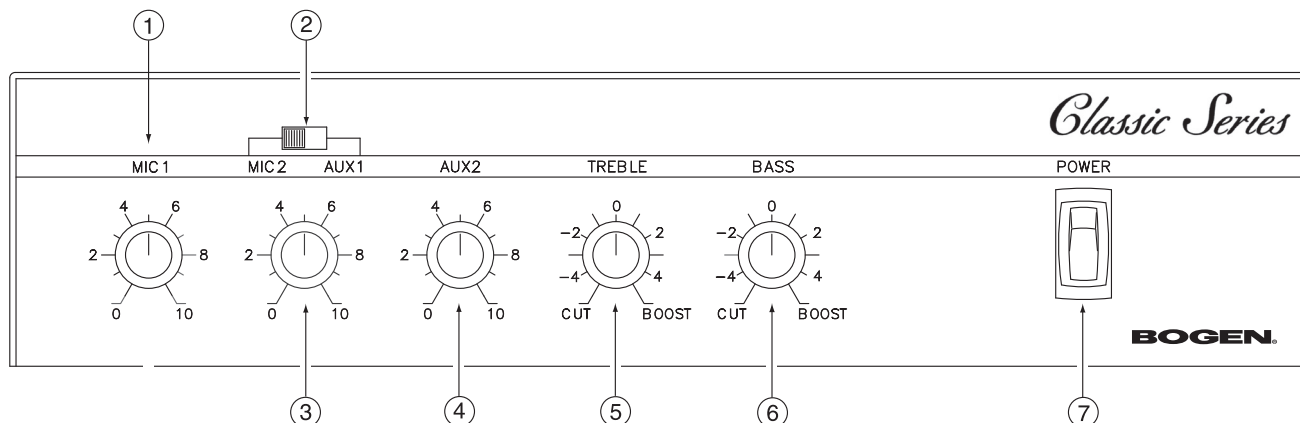 1 2
Classic Series
MIC 1 MIC 2 AUX1 AUX2 TREBLE BASS POWER
4 6 4 6 4 6 0 0
-2 2 -2 2
2 8 2 8 2 8
-4 4 -4 4
0 10 0 10 0 10 CUT BOOST CUT BOOST
BOGEN®
3 4 5 6 7